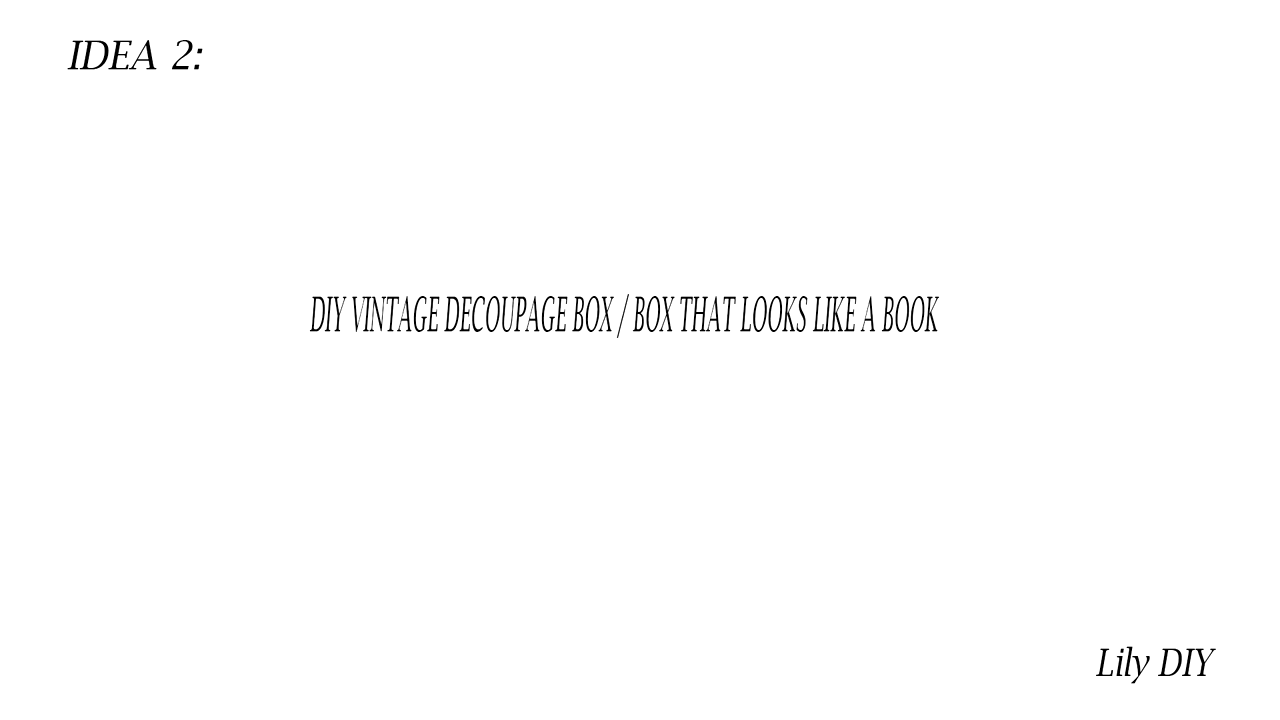 IDEA 2:
DIY VINTAGE DECOUPAGE BOX / BOX THAT LOOKS LIKE A BOOK
Lily DIY